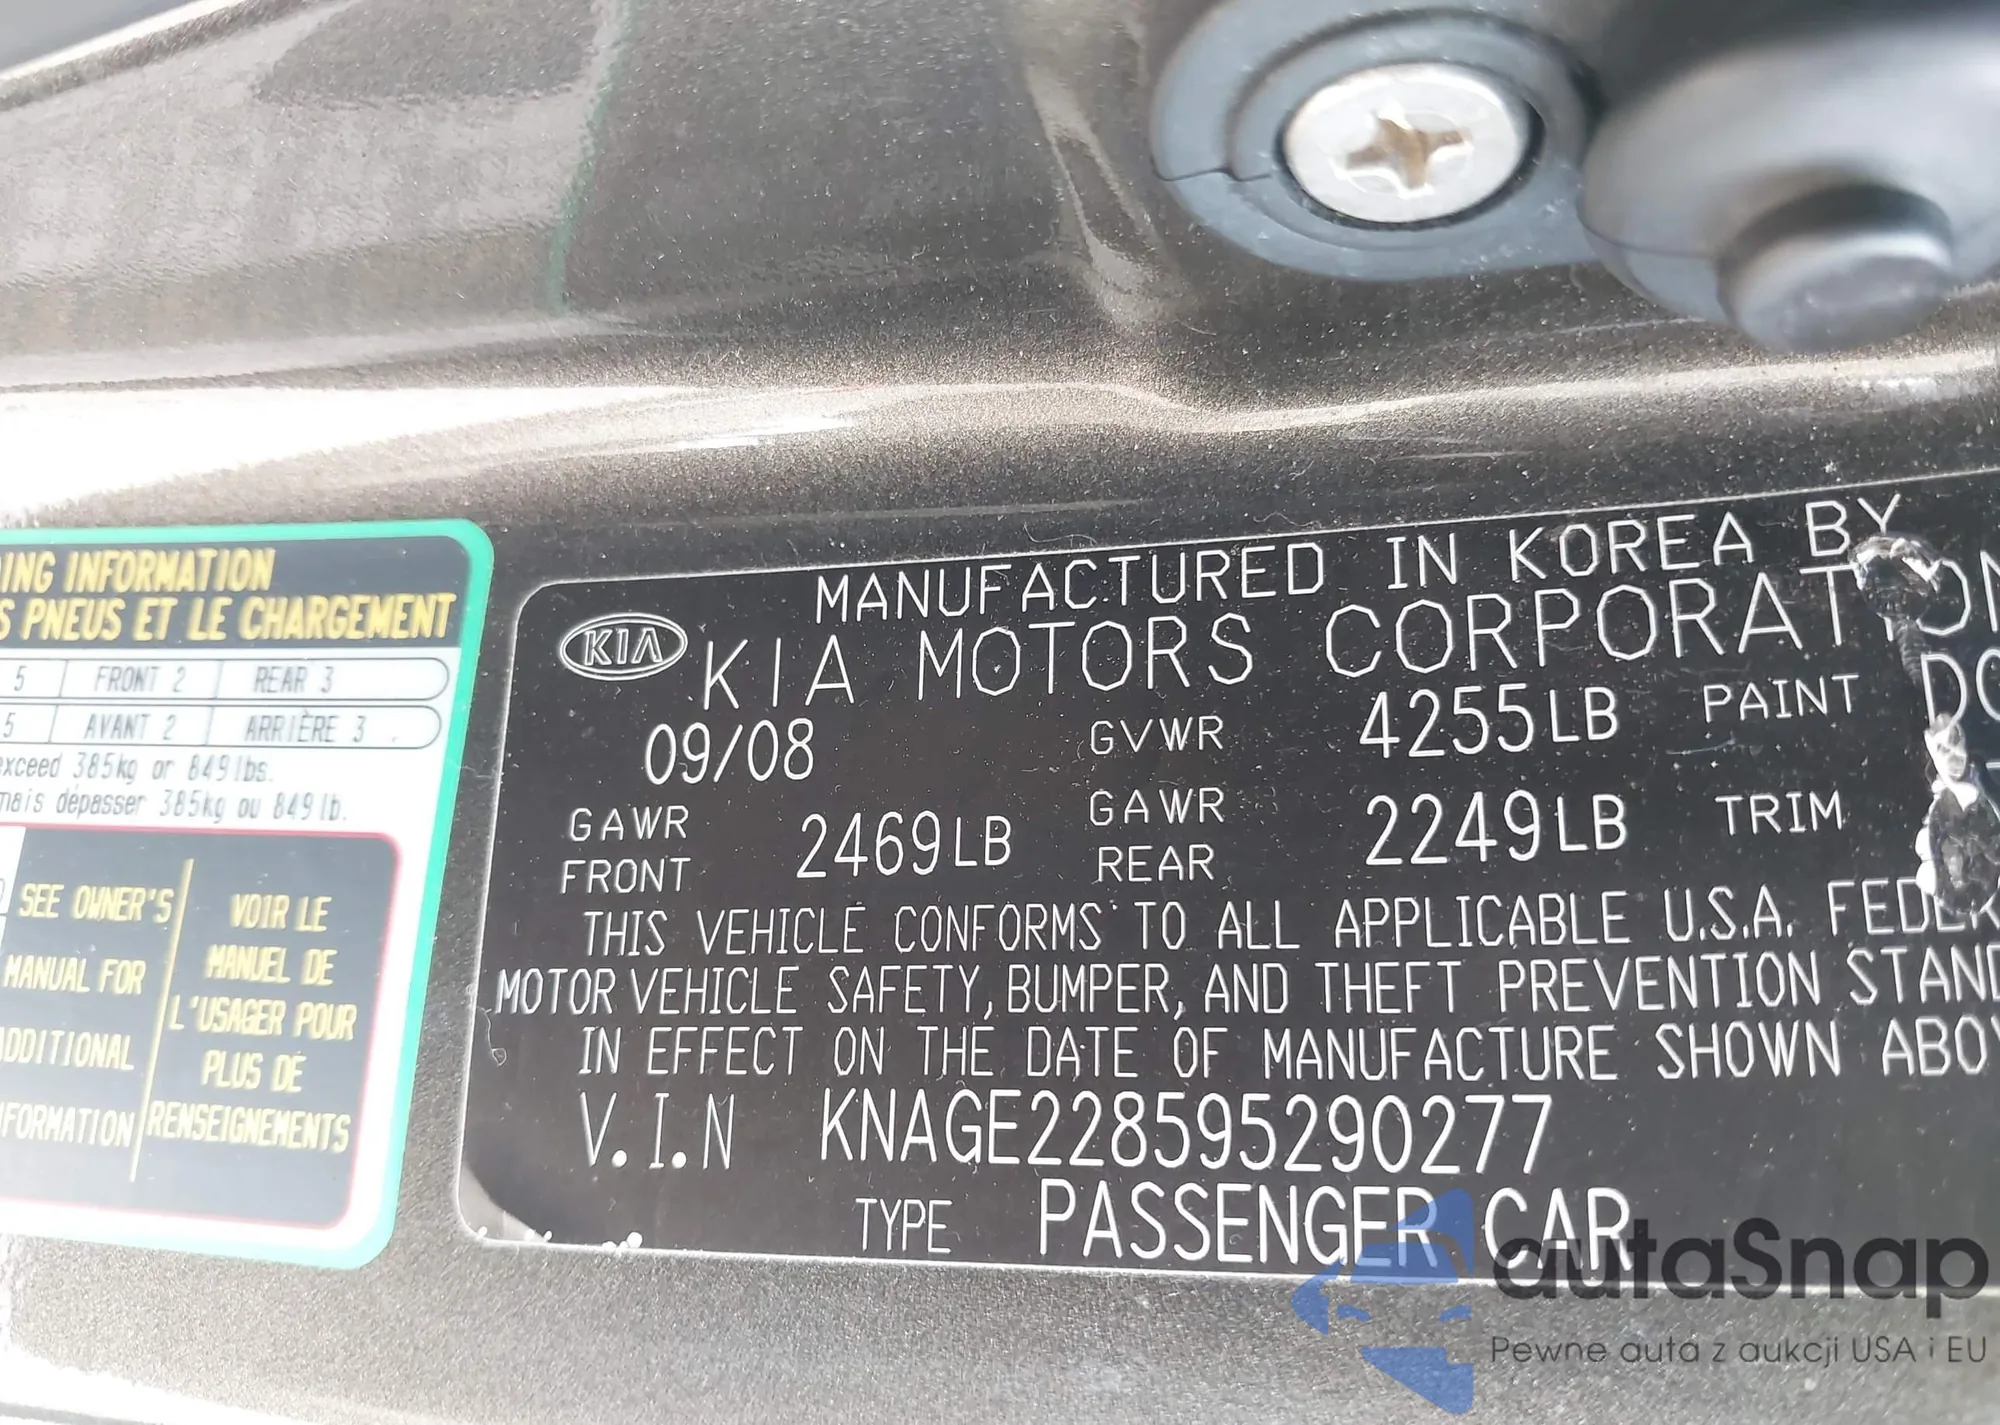 ING INFORMATION
S PNEUS ET LE CHARGEMENT
5 FRONT 2 REAR 3
5 AVANT 2 ARRIÈRE 3
exceed 385kg or 849lbs.
mais dépasser 385kg ou 849lb.
SEE OWNER'S
MANUAL FOR
ADDITIONAL
INFORMATION
VOIR LE
MANUEL DE
L'USAGER POUR
PLUS DE
RENSEIGNEMENTS
MANUFACTURED IN KOREA BY
KIA KIA MOTORS CORPORATION
09/08 GVWR 4255LB PAINT
GAWR FRONT 2469LB GAWR REAR 2249LB TRIM
THIS VEHICLE CONFORMS TO ALL APPLICABLE U.S.A. FEDER
MOTOR VEHICLE SAFETY, BUMPER, AND THEFT PREVENTION STAND
IN EFFECT ON THE DATE OF MANUFACTURE SHOWN ABOV
V.I.N KNAGE228595290277
TYPE PASSENGER CAR
autaSnap
Pewne auta z aukcji USA i EU